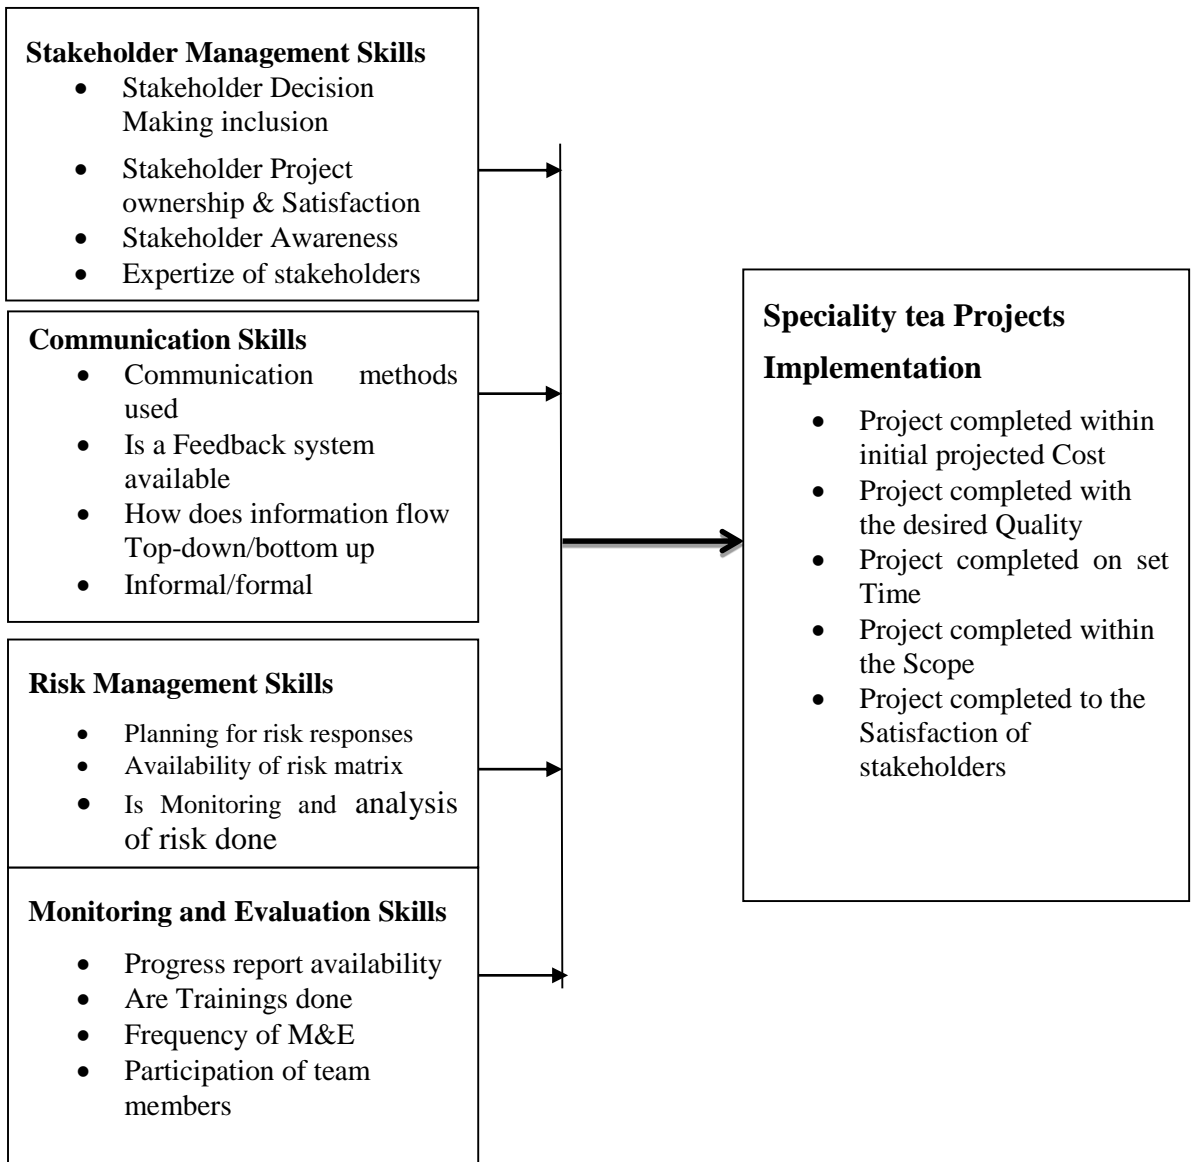 Stakeholder Management Skills
• Stakeholder Decision
Making inclusion
• Stakeholder Project
ownership & Satisfaction
• Stakeholder Awareness
• Expertize of stakeholders
Communication Skills
• Communication methods
used
• Is a Feedback system
available
• How does information flow
Top-down/bottom up
• Informal/formal
Risk Management Skills
• Planning for risk responses
• Availability of risk matrix
• Is Monitoring and analysis
of risk done
Monitoring and Evaluation Skills
• Progress report availability
• Are Trainings done
• Frequency of M&E
• Participation of team
members
Speciality tea Projects
Implementation
• Project completed within
initial projected Cost
• Project completed with
the desired Quality
• Project completed on set
Time
• Project completed within
the Scope
• Project completed to the
Satisfaction of
stakeholders